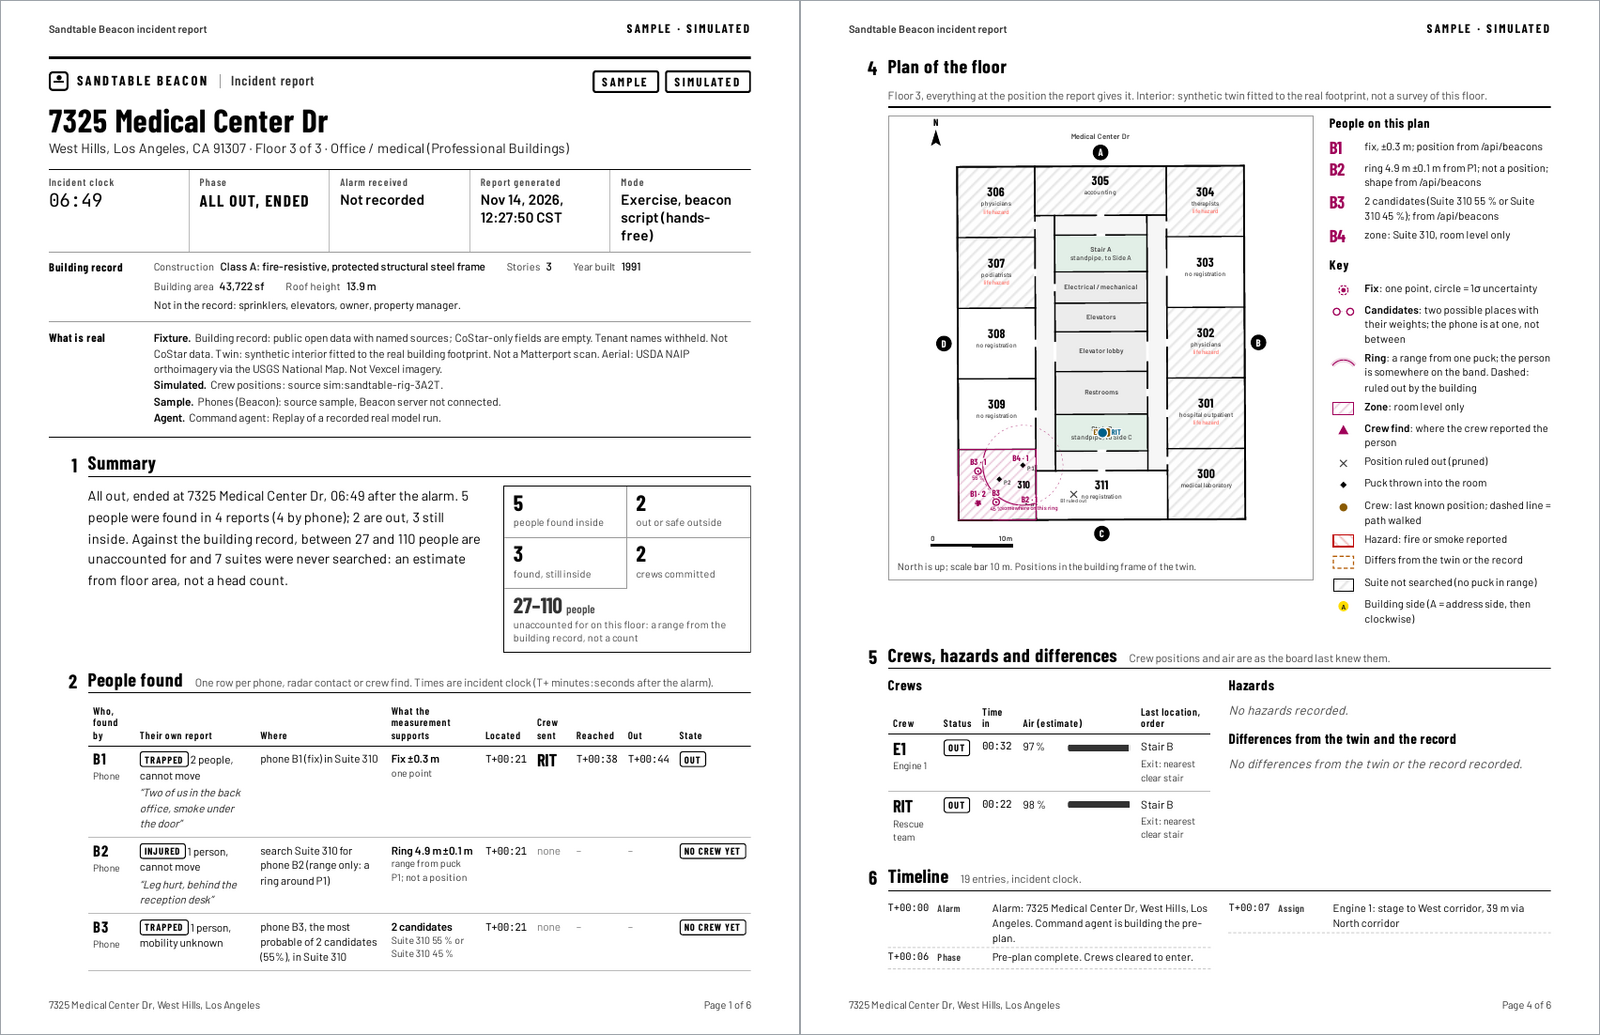 Sandtable Beacon incident report
SAMPLE · SIMULATED
SANDTABLE BEACON | Incident report
SAMPLE SIMULATED
7325 Medical Center Dr
West Hills, Los Angeles, CA 91307 · Floor 3 of 3 · Office / medical (Professional Buildings)
Incident clock
06:49
Phase
ALL OUT, ENDED
Alarm received
Not recorded
Report generated
Nov 14, 2026,
12:27:50 CST
Mode
Exercise, beacon
script (hands-
free)
Building record
Construction Class A: fire-resistive, protected structural steel frame Stories 3 Year built 1991
Building area 43,722 sf Roof height 13.9 m
Not in the record: sprinklers, elevators, owner, property manager.
What is real
Fixture. Building record: public open data with named sources; CoStar-only fields are empty. Tenant names withheld. Not
CoStar data. Twin: synthetic interior fitted to the real building footprint. Not a Matterport scan. Aerial: USDA NAIP
orthoimagery via the USGS National Map. Not Vexcel imagery.
Simulated. Crew positions: source sim:sandtable-rig-3A2T.
Sample. Phones (Beacon): source sample, Beacon server not connected.
Agent. Command agent: Replay of a recorded real model run.
1 Summary
All out, ended at 7325 Medical Center Dr, 06:49 after the alarm. 5
people were found in 4 reports (4 by phone); 2 are out, 3 still
inside. Against the building record, between 27 and 110 people are
unaccounted for and 7 suites were never searched: an estimate
from floor area, not a head count.
5
people found inside
2
out or safe outside
3
found, still inside
2
crews committed
27–110 people
unaccounted for on this floor: a range from the
building record, not a count
2 People found One row per phone, radar contact or crew find. Times are incident clock (T+ minutes:seconds after the alarm).
Who,
found
by
Their own report
Where
What the
measurement
supports
Located
Crew
sent
Reached
Out
State
B1
Phone
TRAPPED 2 people,
cannot move
"Two of us in the back
office, smoke under
the door"
phone B1 (fix) in Suite 310
Fix ±0.3 m
one point
T+00:21
RIT
T+00:38
T+00:44
OUT
B2
Phone
INJURED 1 person,
cannot move
"Leg hurt, behind the
reception desk"
search Suite 310 for
phone B2 (range only: a
ring around P1)
Ring 4.9 m ±0.1 m
range from puck
P1; not a position
T+00:21
none
–
–
NO CREW YET
B3
Phone
TRAPPED 1 person,
mobility unknown
phone B3, the most
probable of 2 candidates
(55%), in Suite 310
2 candidates
Suite 310 55 % or
Suite 310 45 %
T+00:21
none
–
–
NO CREW YET
7325 Medical Center Dr, West Hills, Los Angeles
Page 1 of 6
Sandtable Beacon incident report
SAMPLE · SIMULATED
4 Plan of the floor
Floor 3, everything at the position the report gives it. Interior: synthetic twin fitted to the real footprint, not a survey of this floor.
N
Medical Center Dr
A
306
physicians
life hazard
305
accounting
304
therapists
life hazard
Stair A
standpipe, to Side A
307
podiatrists
life hazard
303
no registration
Electrical / mechanical
Elevators
308
no registration
302
physicians
life hazard
D
B
Elevator lobby
Restrooms
309
no registration
301
hospital outpatient
life hazard
RIT
B3 · 1
B4 · 1
P2
310
B1 · 2
B3
B2 ·
somewhere on this ring
B1 ruled out
311
no registration
300
medical laboratory
C
0 10 m
North is up; scale bar 10 m. Positions in the building frame of the twin.
People on this plan
B1 fix, ±0.3 m; position from /api/beacons
B2 ring 4.9 m ±0.1 m from P1; not a position;
shape from /api/beacons
B3 2 candidates (Suite 310 55 % or Suite
310 45 %); from /api/beacons
B4 zone: Suite 310, room level only
Key
Fix: one point, circle = 1σ uncertainty
Candidates: two possible places with
their weights; the phone is at one, not
between
Ring: a range from one puck; the person
is somewhere on the band. Dashed:
ruled out by the building
Zone: room level only
Crew find: where the crew reported the
person
Position ruled out (pruned)
Puck thrown into the room
Crew: last known position; dashed line =
path walked
Hazard: fire or smoke reported
Differs from the twin or the record
Suite not searched (no puck in range)
A Building side (A = address side, then
clockwise)
5 Crews, hazards and differences Crew positions and air are as the board last knew them.
Crews
Crew
Status
Time
in
Air (estimate)
Last location,
order
E1
Engine 1
OUT
00:32
97 %
Stair B
Exit: nearest
clear stair
RIT
Rescue
team
OUT
00:22
98 %
Stair B
Exit: nearest
clear stair
Hazards
No hazards recorded.
Differences from the twin and the record
No differences from the twin or the record recorded.
6 Timeline 19 entries, incident clock.
T+00:00 Alarm Alarm: 7325 Medical Center Dr, West Hills, Los
Angeles. Command agent is building the pre-
plan.
T+00:06 Phase Pre-plan complete. Crews cleared to enter.
T+00:07 Assign Engine 1: stage to West corridor, 39 m via
North corridor
7325 Medical Center Dr, West Hills, Los Angeles
Page 4 of 6